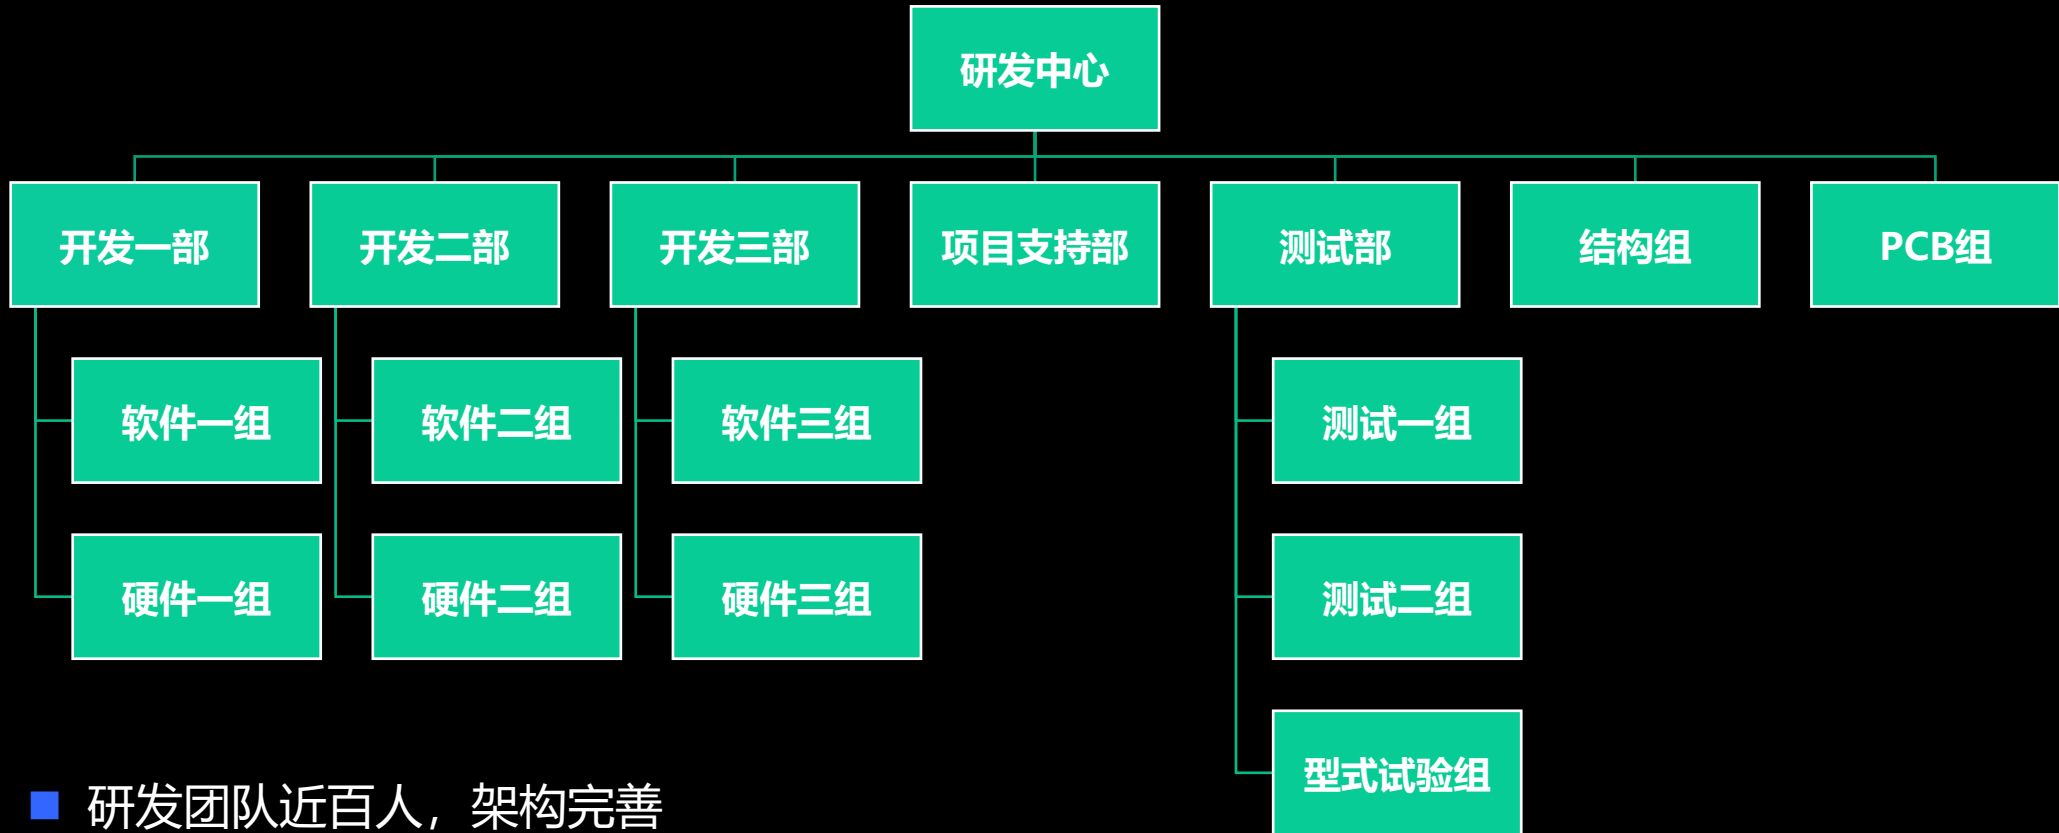 研发中心
开发一部
开发二部
开发三部
项目支持部
测试部
结构组
PCB组
软件一组
软件二组
软件三组
测试一组
硬件一组
硬件二组
硬件三组
测试二组
型式试验组
研发团队近百人，架构完善